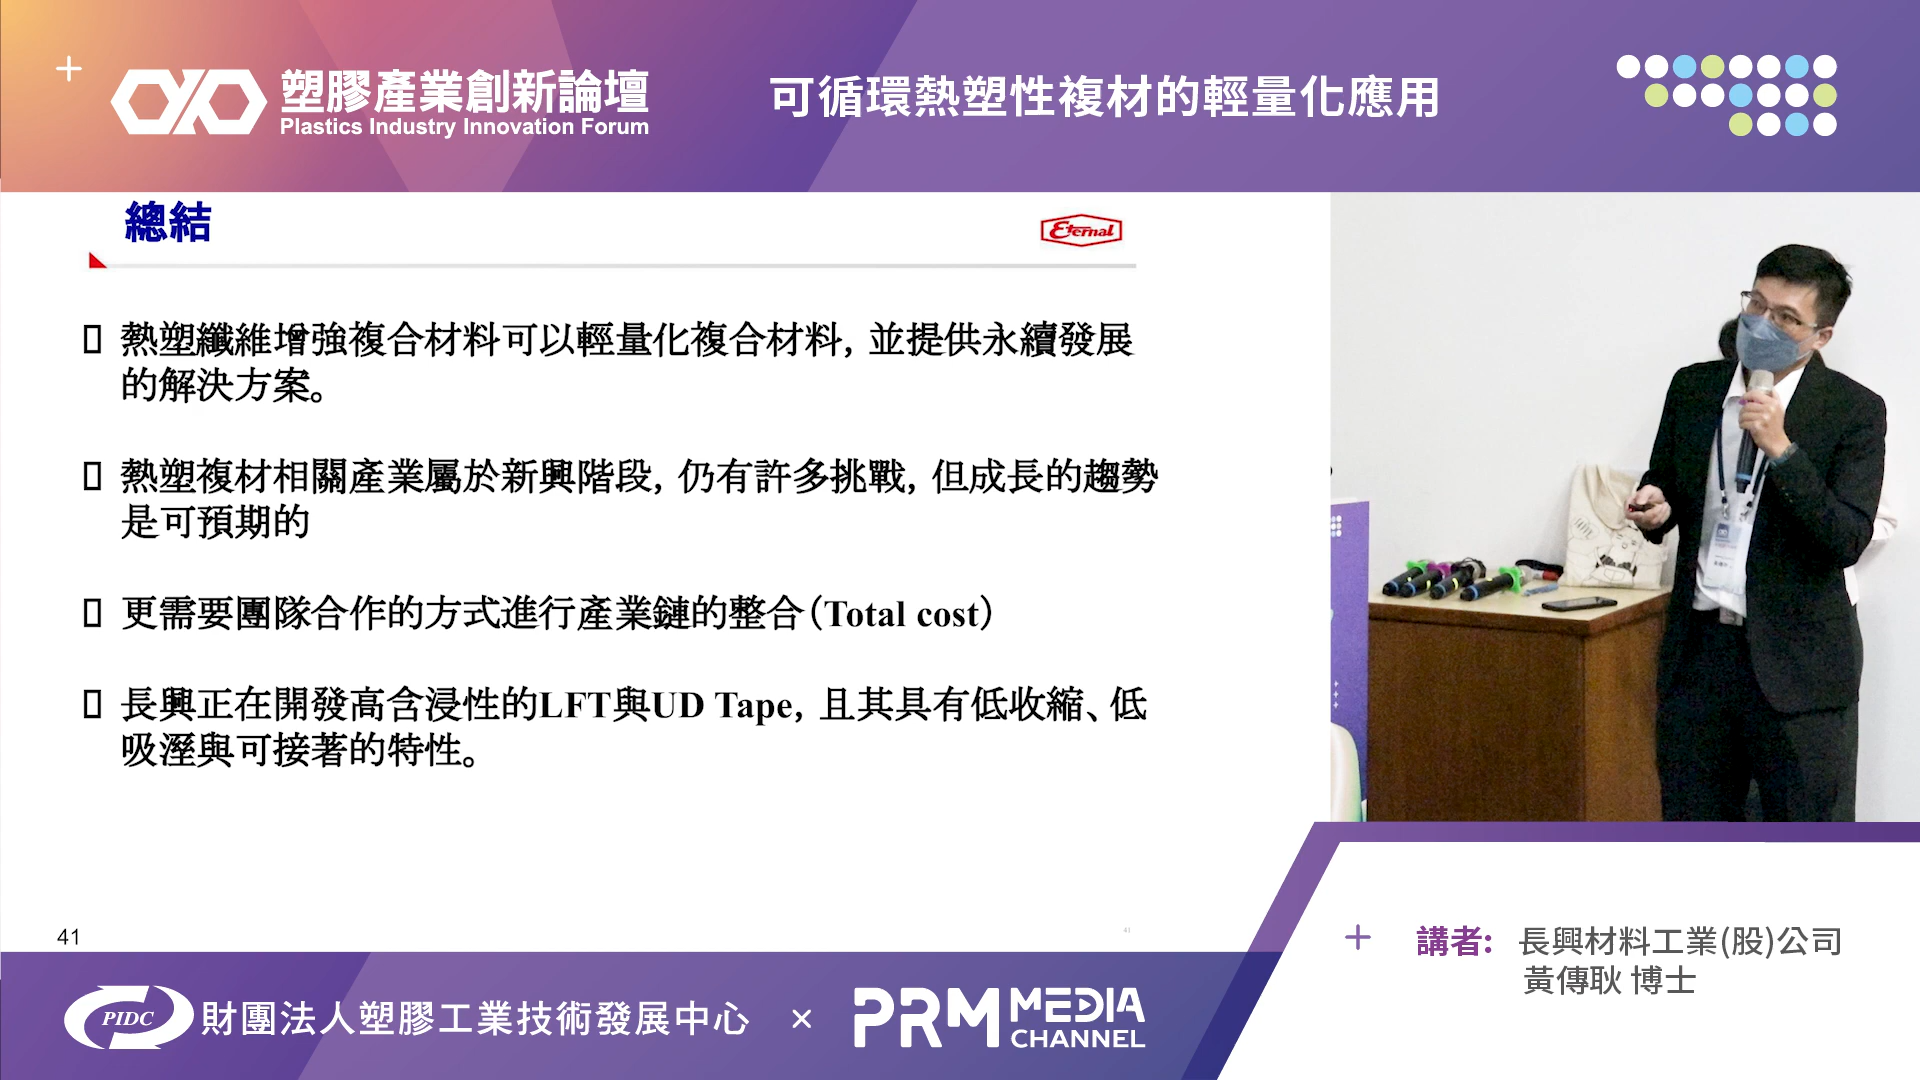 塑膠產業創新論壇
Plastics Industry Innovation Forum
可循環熱塑性複材的輕量化應用
總結
Eternal
熱塑纖維增強複合材料可以輕量化複合材料，並提供永續發展
的解決方案。
熱塑複材相關產業屬於新興階段，仍有許多挑戰，但成長的趨勢
是可預期的
更需要團隊合作的方式進行產業鏈的整合（Total cost）
長興正在開發高含浸性的LFT與UD Tape，且其具有低收縮、低
吸溼與可接著的特性。
41
41
講者: 長興材料工業(股)公司
黃傳耿 博士
PIDC 財團法人塑膠工業技術發展中心 × PRM MEDIA
CHANNEL